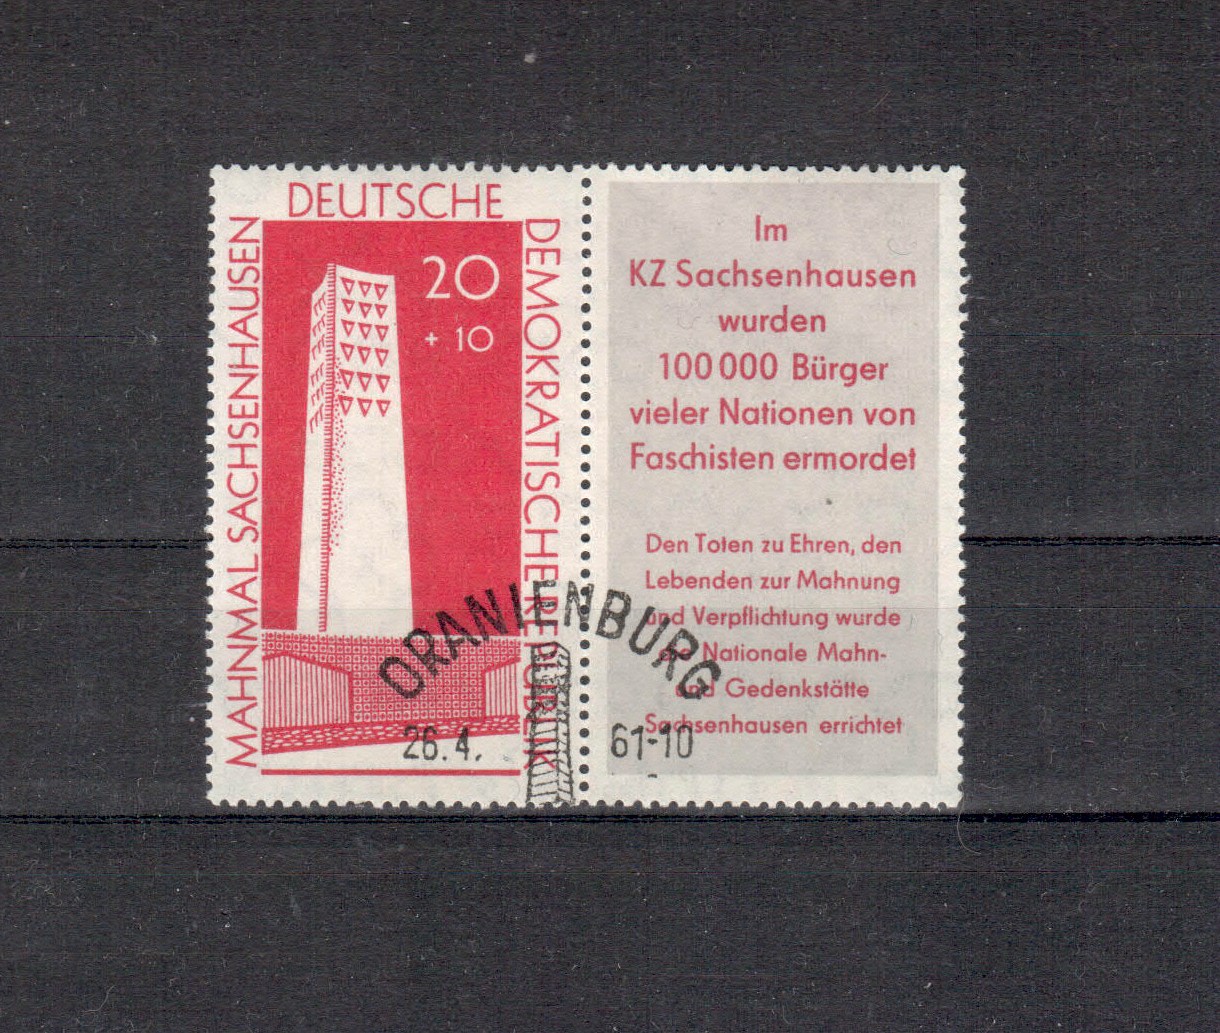 DEUTSCHE
DEMOKRATISCHE REPUBLIK
MAHNMAL SACHSENHAUSEN
20
+ 10
Im
KZ Sachsenhausen
wurden
100 000 Bürger
vieler Nationen von
Faschisten ermordet
Den Toten zu Ehren, den
Lebenden zur Mahnung
und Verpflichtung wurde
die Nationale Mahn-
und Gedenkstätte
Sachsenhausen errichtet
ORANIENBURG
26.4. 61-10